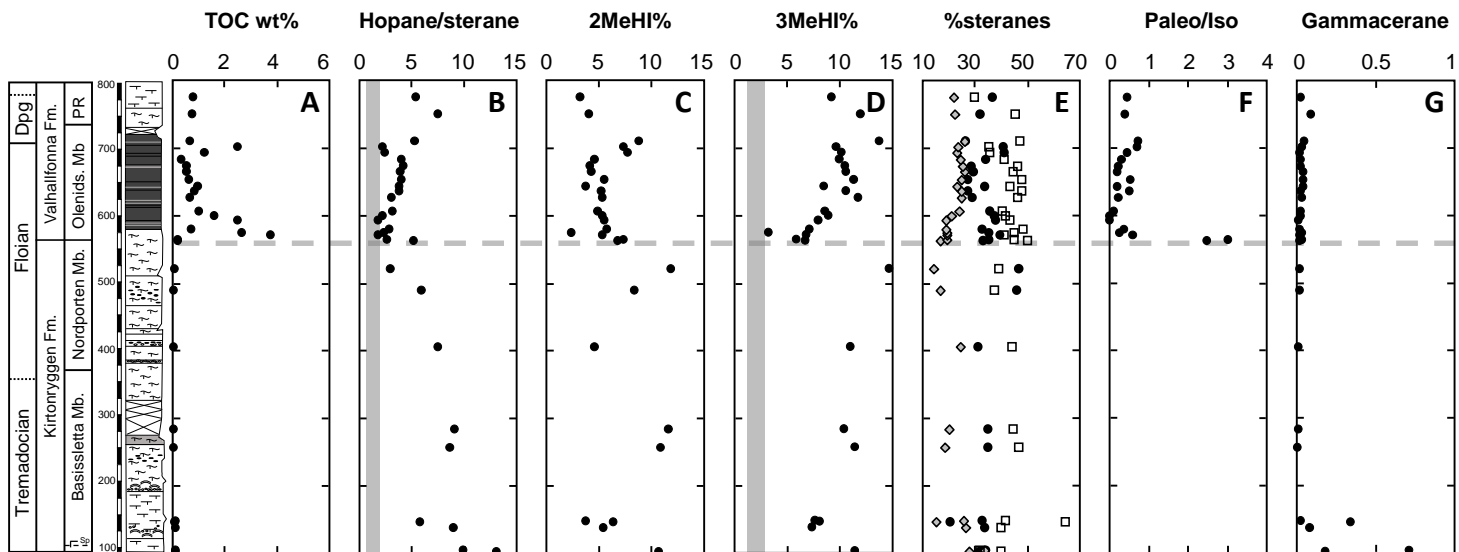 TOC wt% Hopane/sterane 2MeHI% 3MeHI% %steranes Paleo/Iso Gammacerane
0 2 4 6 0 5 10 15 0 5 10 15 0 5 10 15 10 30 50 70 0 1 2 3 4 0 0.5 1
A B C D E F G
Dpg
Floian
Tremadocian
Valhallfonna Fm.
Kirtonryggen Fm.
PR
Olenids. Mb
Nordporten Mb.
Basissletta Mb.
800
700
600
500
400
300
200
100